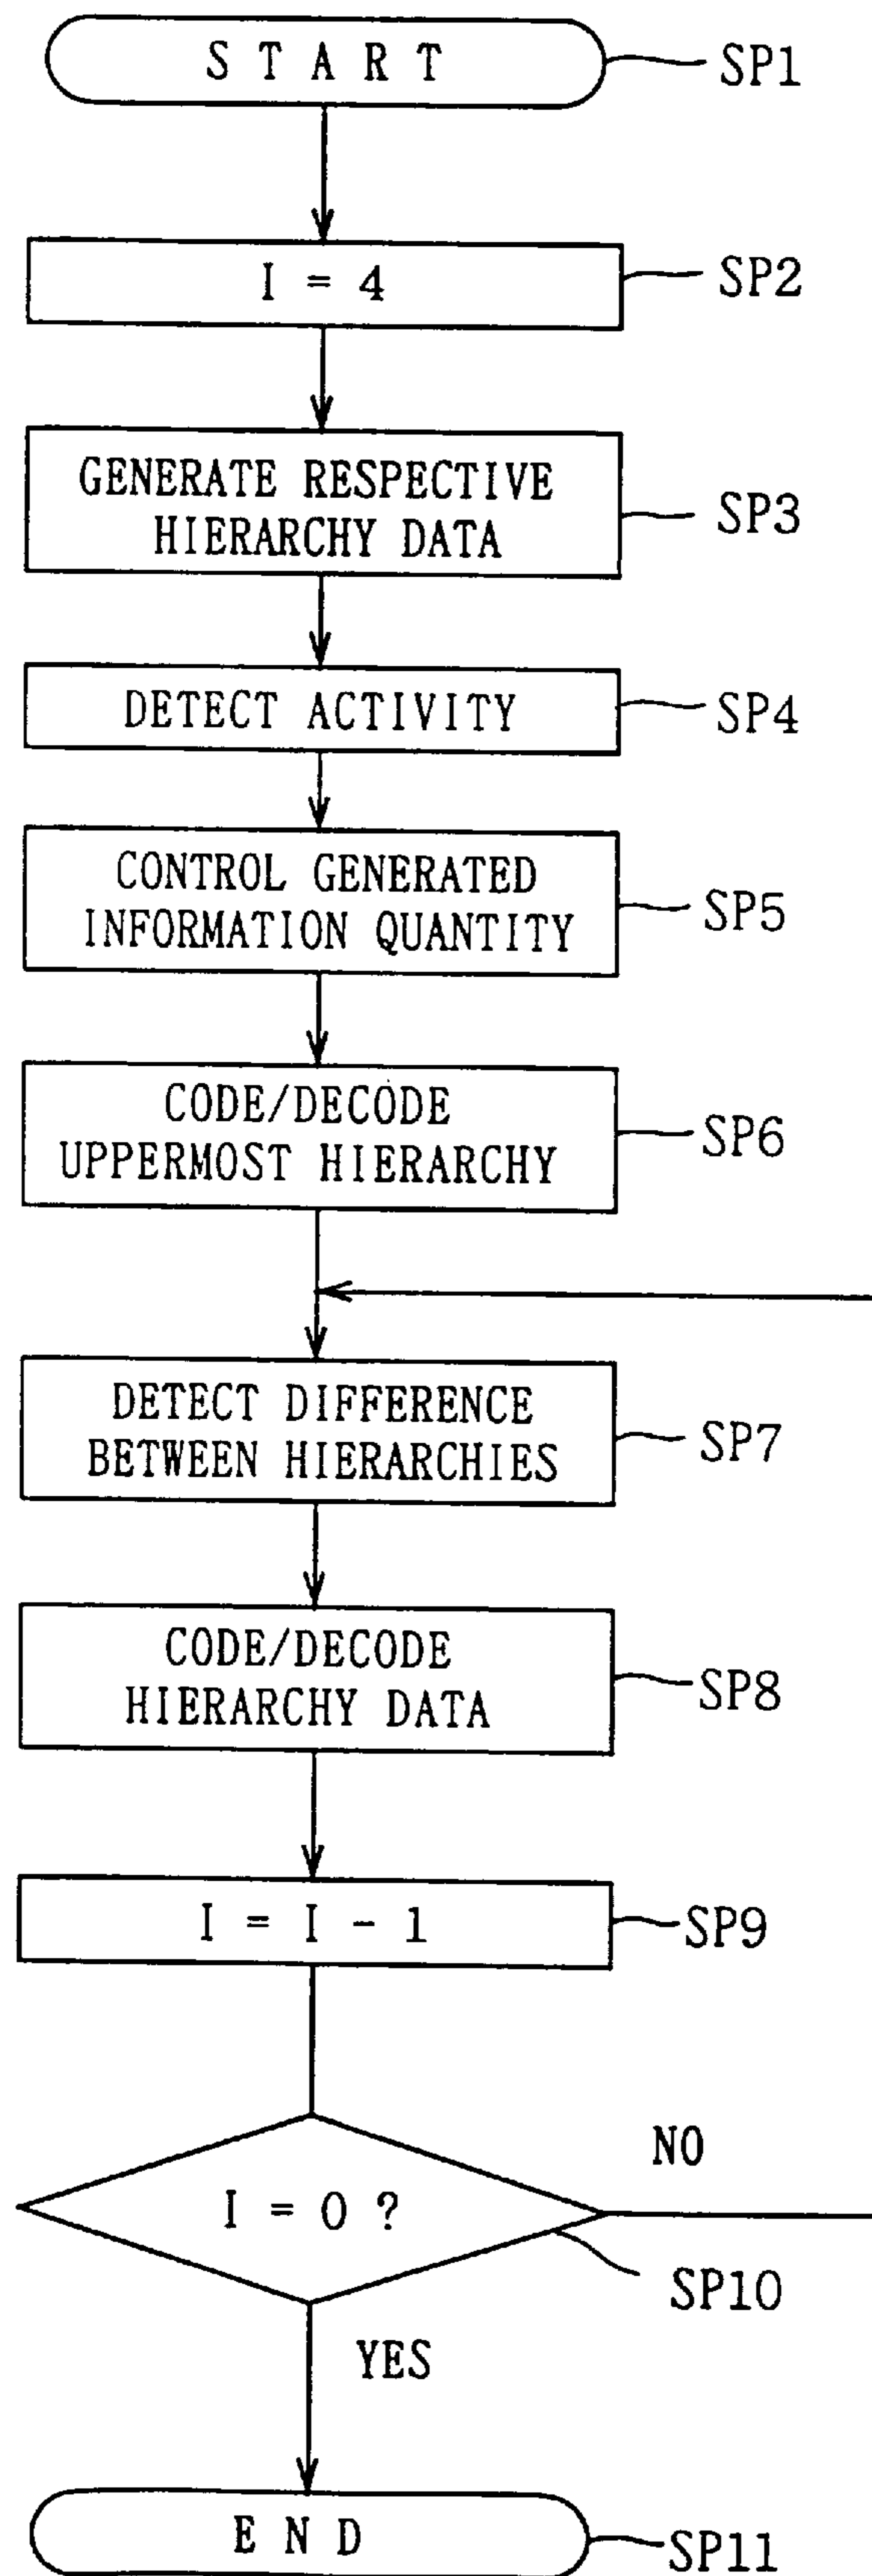 START SP1
I = 4 SP2
GENERATE RESPECTIVE
HIERARCHY DATA SP3
DETECT ACTIVITY SP4
CONTROL GENERATED
INFORMATION QUANTITY SP5
CODE/DECODE
UPPERMOST HIERARCHY SP6
DETECT DIFFERENCE
BETWEEN HIERARCHIES SP7
CODE/DECODE
HIERARCHY DATA SP8
I = I - 1 SP9
NO
I = 0 ?
SP10
YES
END SP11